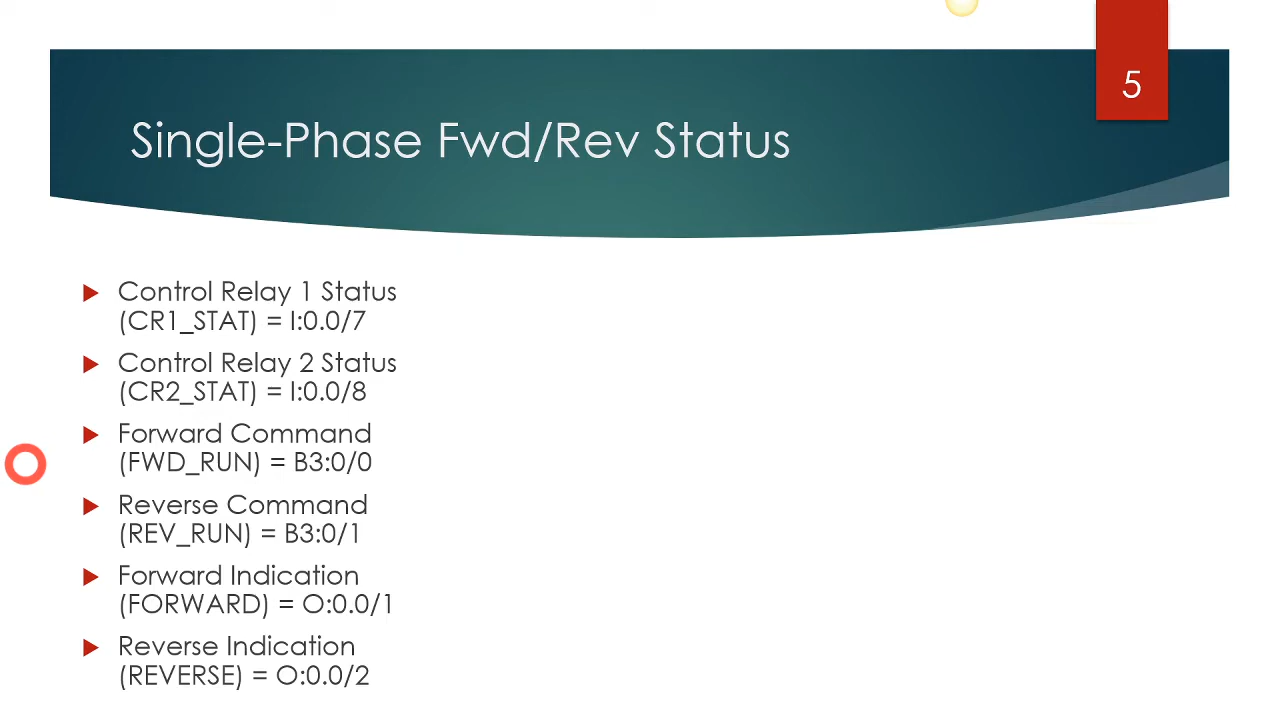 5
Single-Phase Fwd/Rev Status
Control Relay 1 Status
(CR1_STAT) = I:0.0/7
Control Relay 2 Status
(CR2_STAT) = I:0.0/8
Forward Command
(FWD_RUN) = B3:0/0
Reverse Command
(REV_RUN) = B3:0/1
Forward Indication
(FORWARD) = O:0.0/1
Reverse Indication
(REVERSE) = O:0.0/2